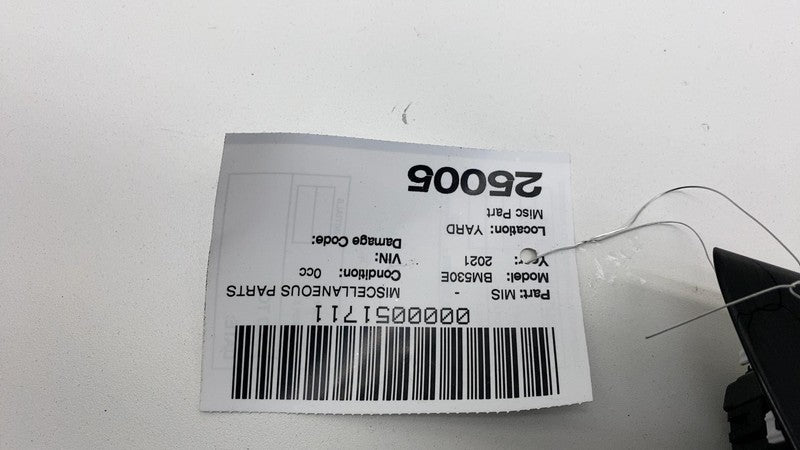 0000051711
Part: MIS - MISCELLANEOUS PARTS
Model: BM530E Condition: 0cc
Year: 2021 VIN:
Location: YARD Damage Code:
Misc Part
25005